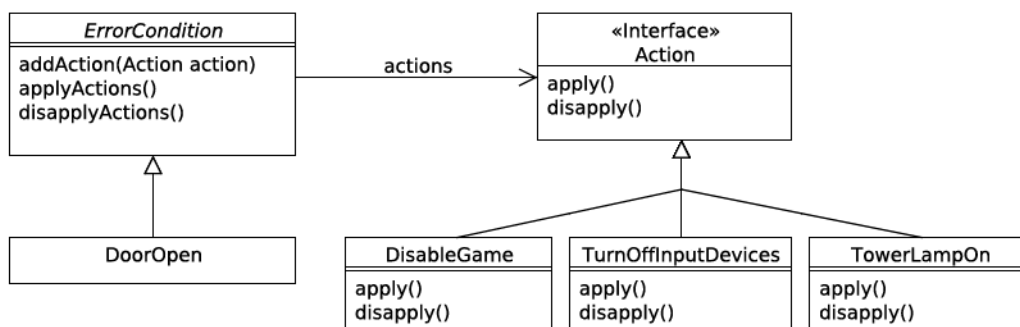 ErrorCondition
addAction(Action action)
applyActions()
disapplyActions()
actions
«Interface»
Action
apply()
disapply()
DoorOpen
DisableGame
apply()
disapply()
TurnOffInputDevices
apply()
disapply()
TowerLampOn
apply()
disapply()